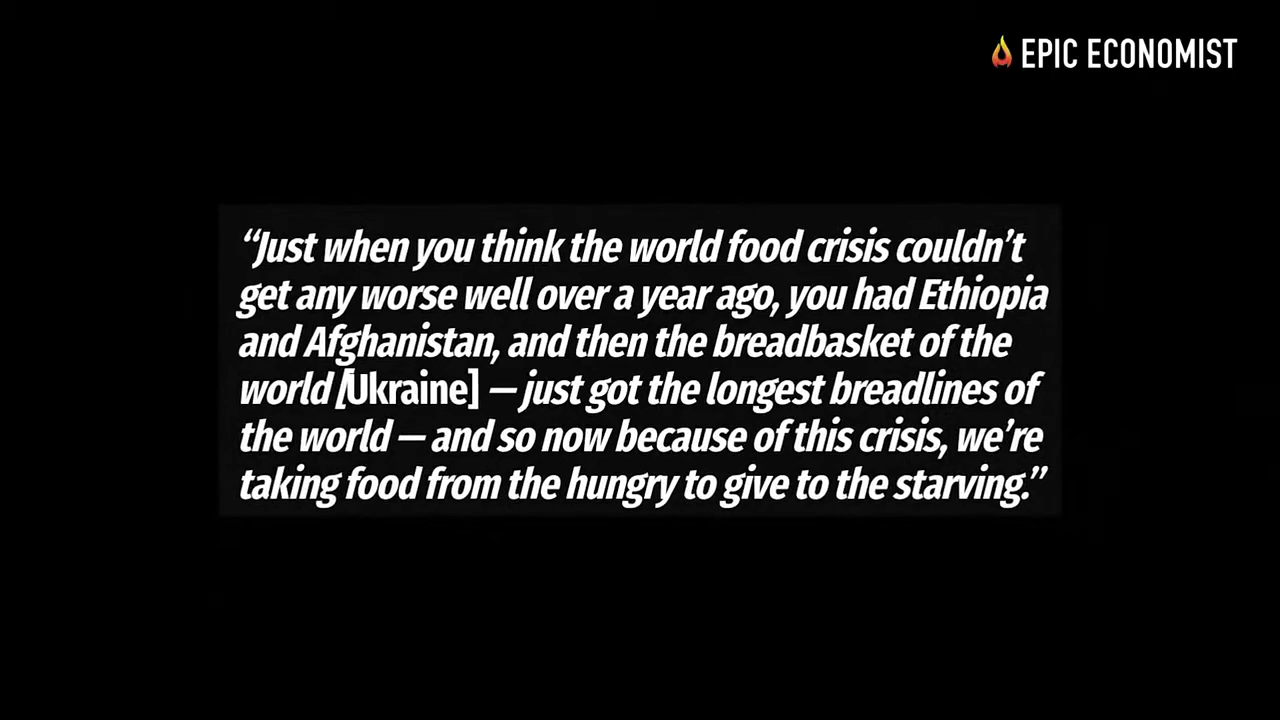 EPIC ECONOMIST
“Just when you think the world food crisis couldn’t
get any worse well over a year ago, you had Ethiopia
and Afghanistan, and then the breadbasket of the
world [Ukraine] — just got the longest breadlines of
the world — and so now because of this crisis, we’re
taking food from the hungry to give to the starving.”